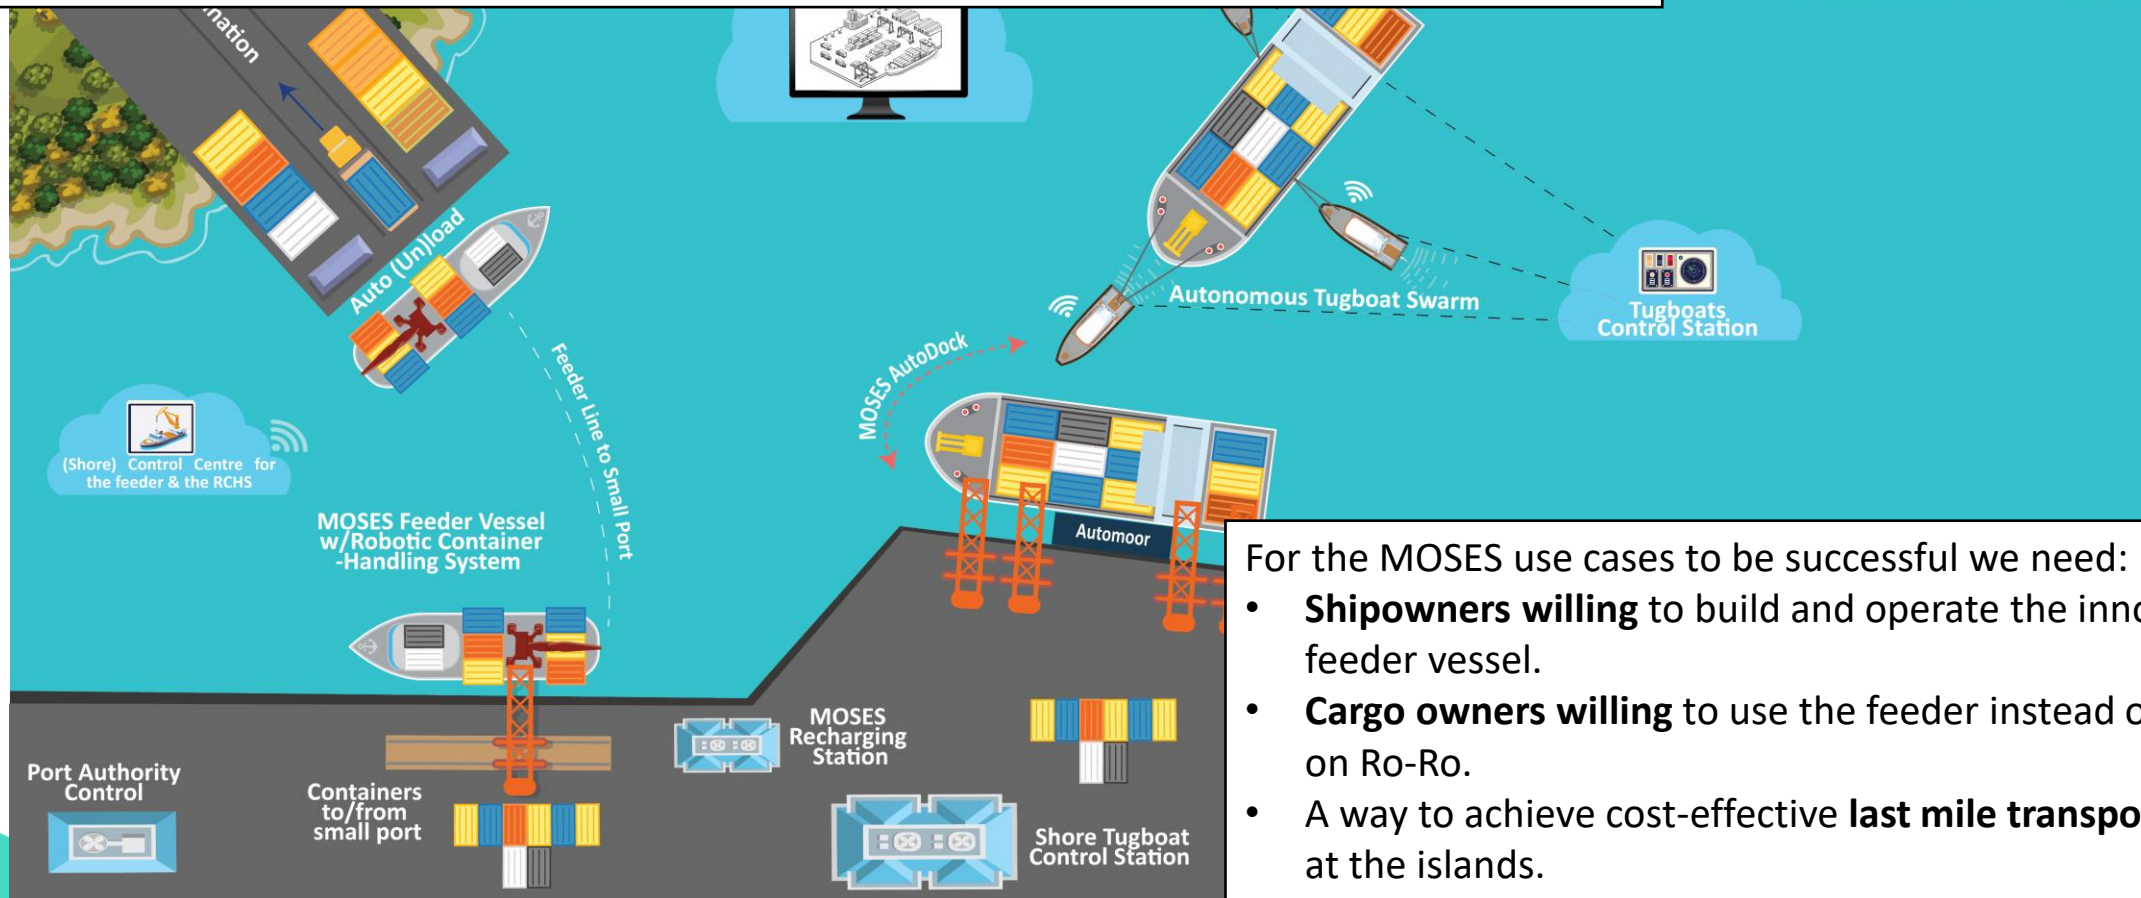 Auto (Un)load
Autonomous Tugboat Swarm
Tugboats
Control Station
MOSES AutoDock
Feeder Line to Small Port
(Shore) Control Centre for
the feeder & the RCHS
MOSES Feeder Vessel
w/Robotic Container
-Handling System
Automoor
For the MOSES use cases to be successful we need:
• Shipowners willing to build and operate the
feeder vessel.
• Cargo owners willing to use the feeder instead
on Ro-Ro.
• A way to achieve cost-effective last mile
at the islands.
MOSES
Recharging
Station
Port Authority
Control
Containers
to/from
small port
Shore Tugboat
Control Station